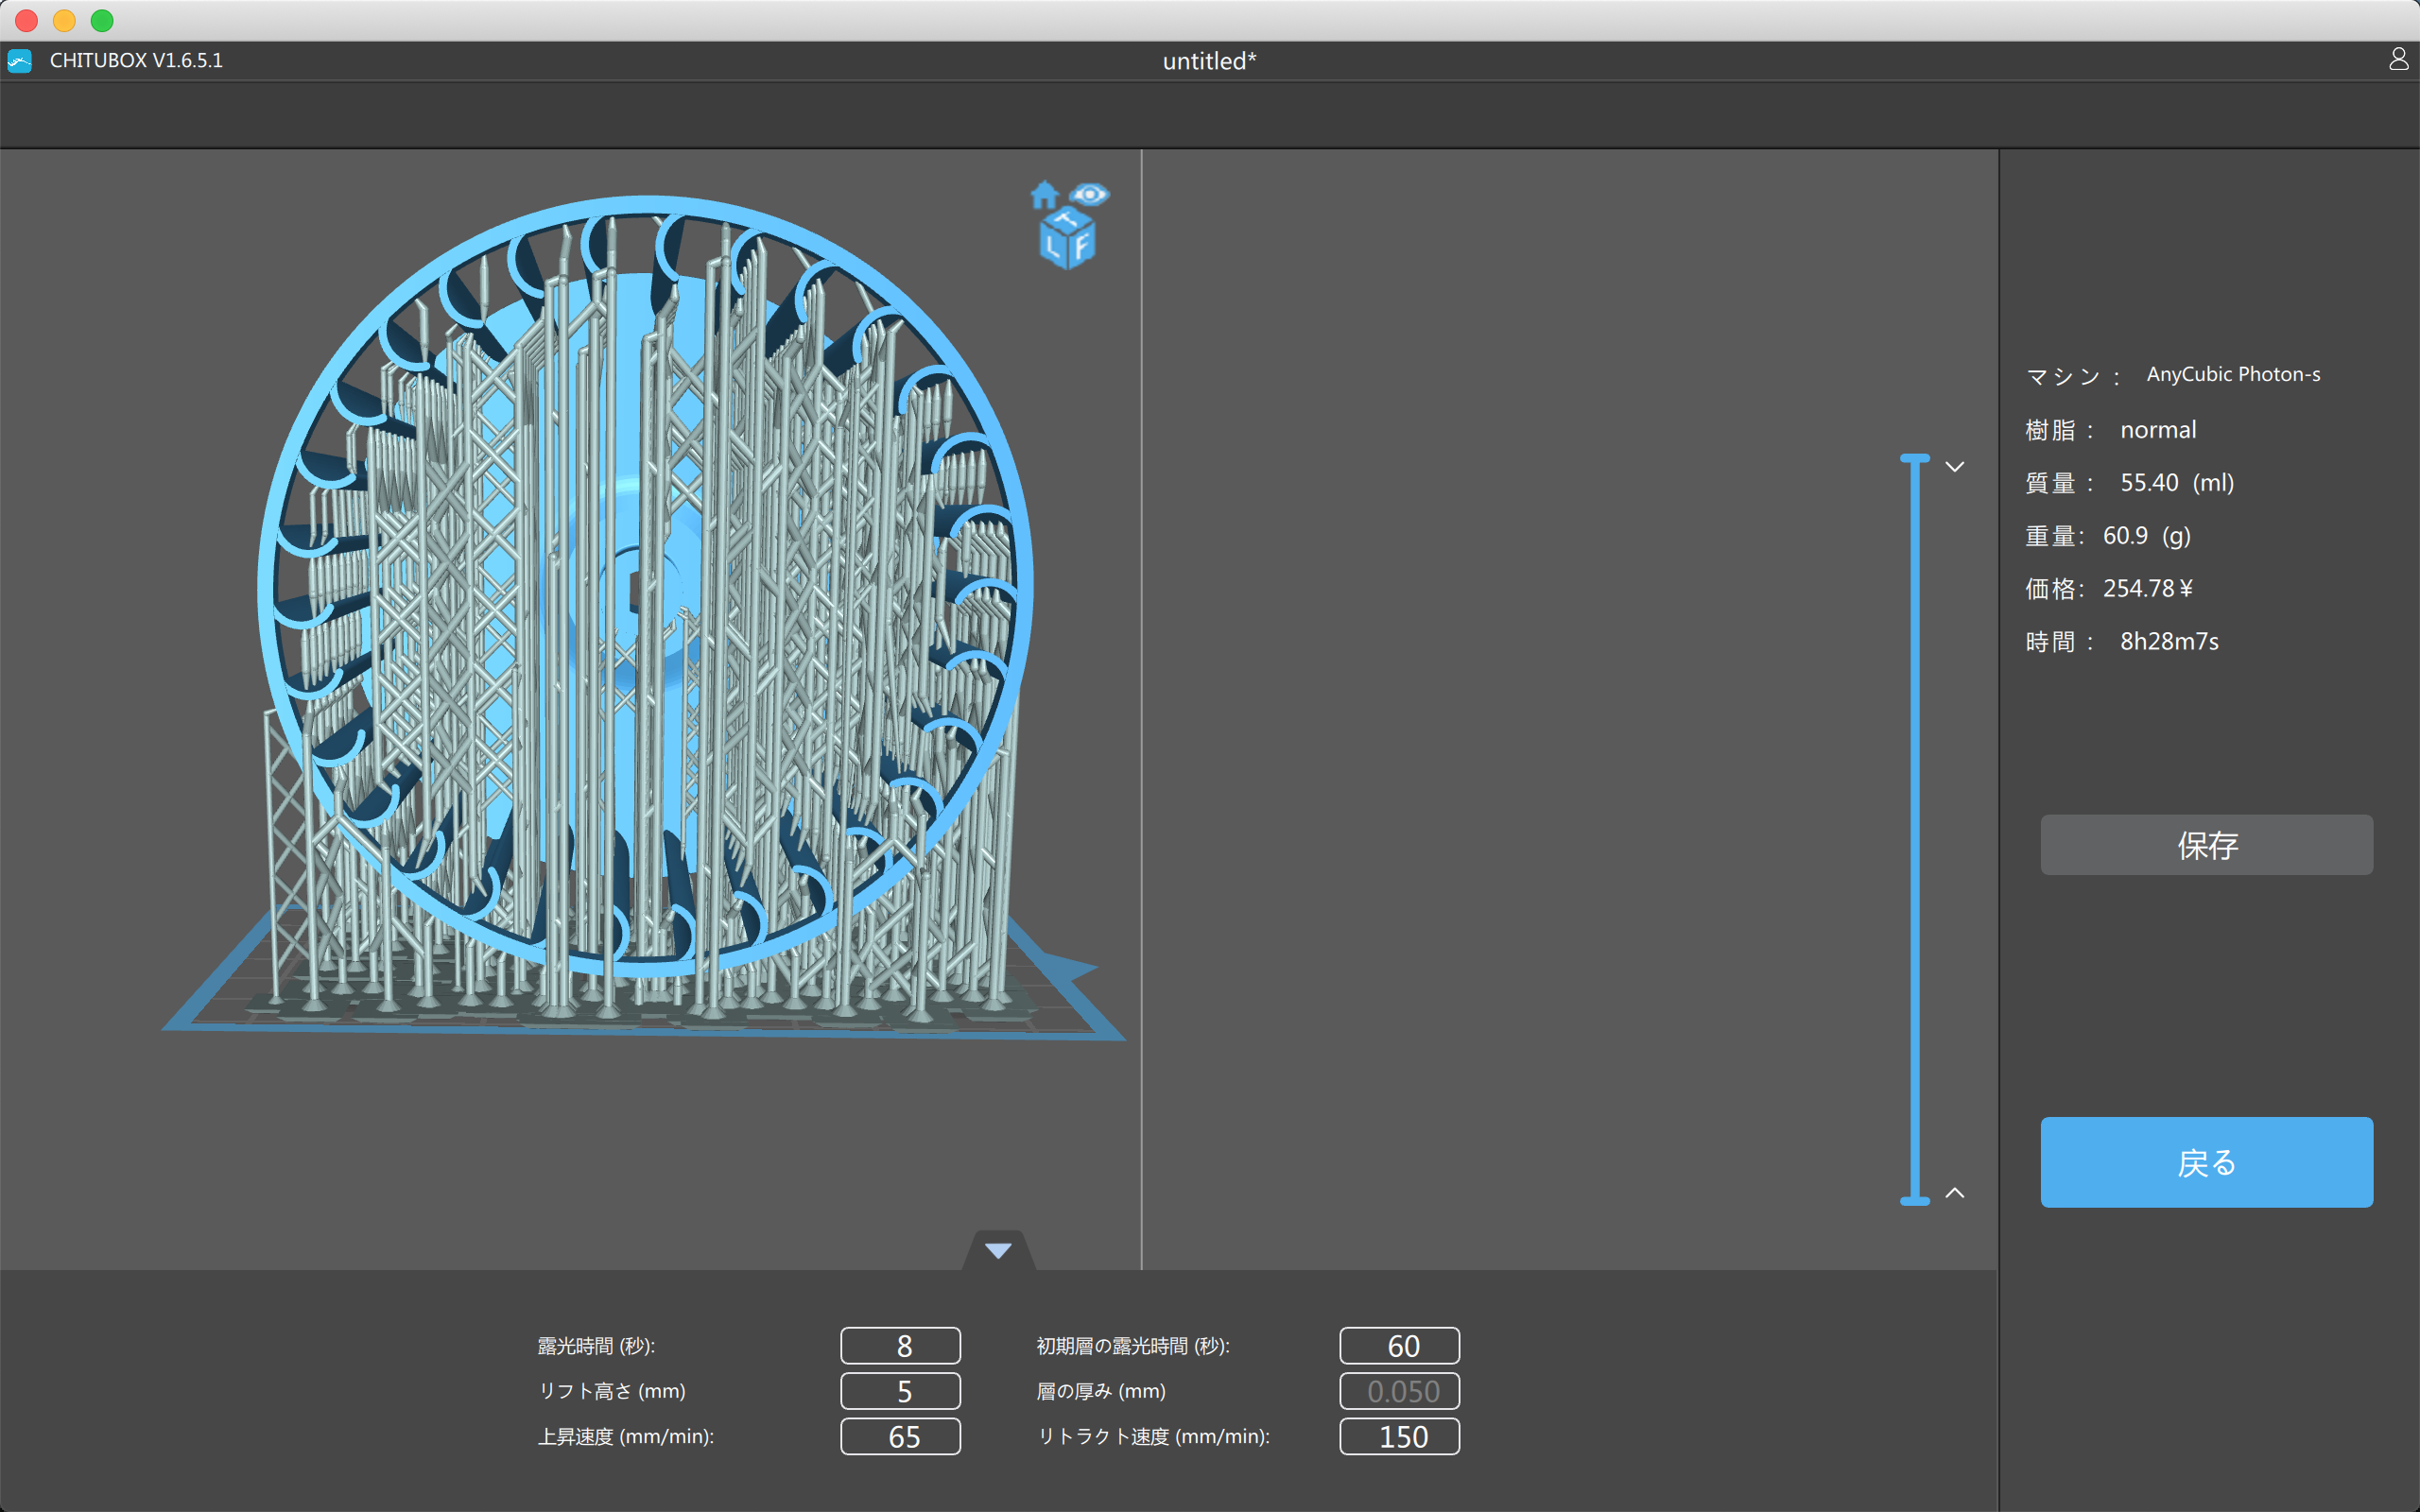 CHITUBOX V1.6.5.1
untitled*
T
L F
マシン： AnyCubic Photon-s
樹脂： normal
質量： 55.40 (ml)
重量: 60.9 (g)
価格: 254.78¥
時間： 8h28m7s
保存
戻る
露光時間 (秒): 8 初期層の露光時間 (秒): 60
リフト高さ (mm) 5 層の厚み (mm) 0.050
上昇速度 (mm/min): 65 リトラクト速度 (mm/min): 150